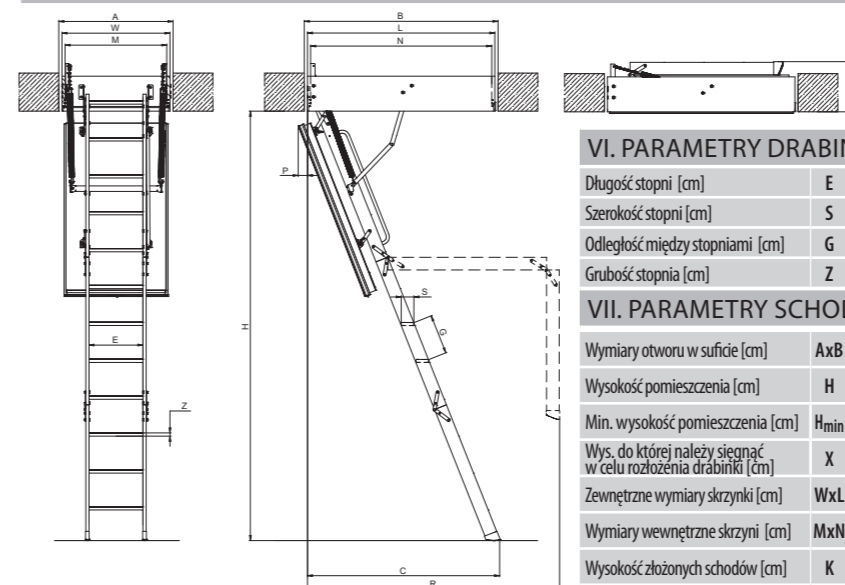 A
W
M
B
L
N
P
S
G
H
E
Z
C
R
VI. PARAMETRY DRABIN
Długość stopni [cm] E
Szerokość stopni [cm] S
Odległość między stopniami [cm] G
Grubość stopnia [cm] Z
VII. PARAMETRY SCHOD
Wymiary otworu w suficie [cm] AxB
Wysokość pomieszczenia [cm] H
Min. wysokość pomieszczenia [cm] Hmin
Wys. do której należy sięgnąć
w celu rozłożenia drabinki [cm] X
Zewnętrzne wymiary skrzynki [cm] WxL
Wymiary wewnętrzne skrzyni [cm] MxN
Wysokość złożonych schodów [cm] K